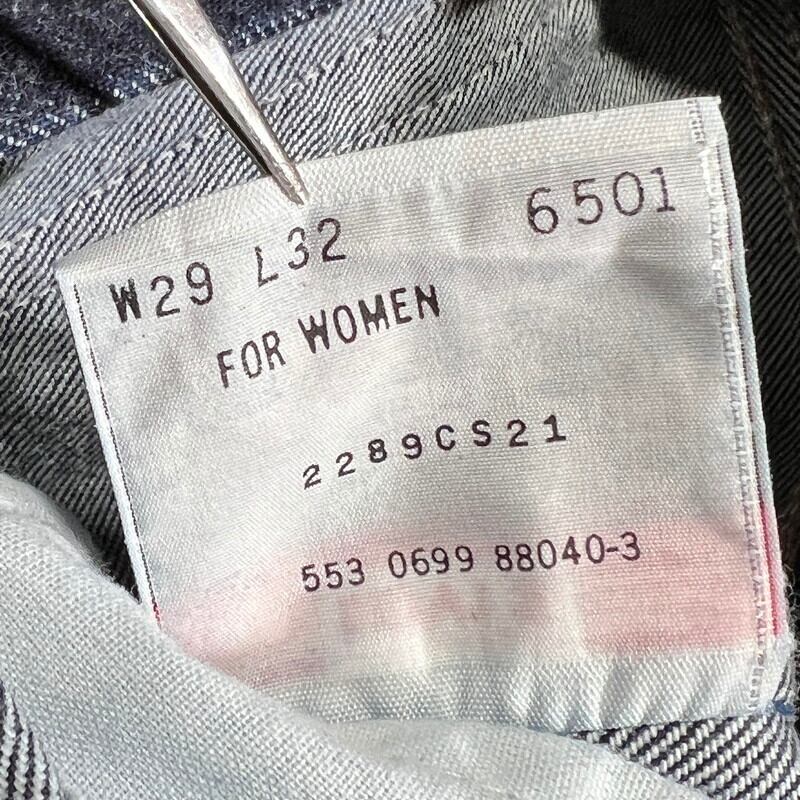 W29 L32 6501
FOR WOMEN
2289CS21
553 0699 88040-3